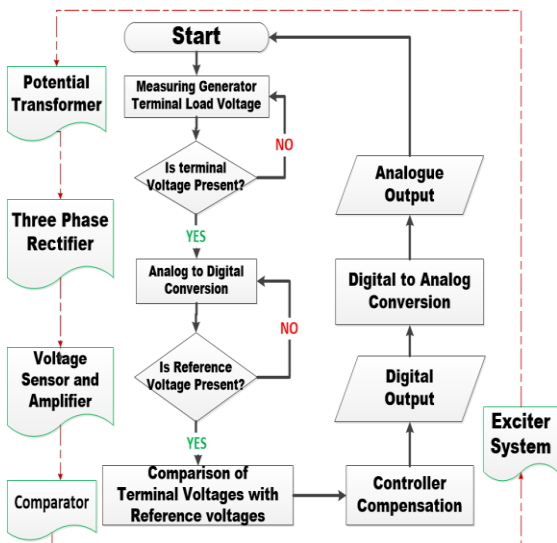 Start
Potential
Transformer
Measuring Generator
Terminal Load Voltage
NO
Is terminal
Voltage Present?
Analogue
Output
Three Phase
Rectifier
YES
Analog to Digital
Conversion
Digital to Analog
Conversion
NO
Voltage
Sensor and
Amplifier
Is Reference
Voltage Present?
Digital
Output
YES
Exciter
System
Comparator
Comparison of
Terminal Voltages with
Reference voltages
Controller
Compensation